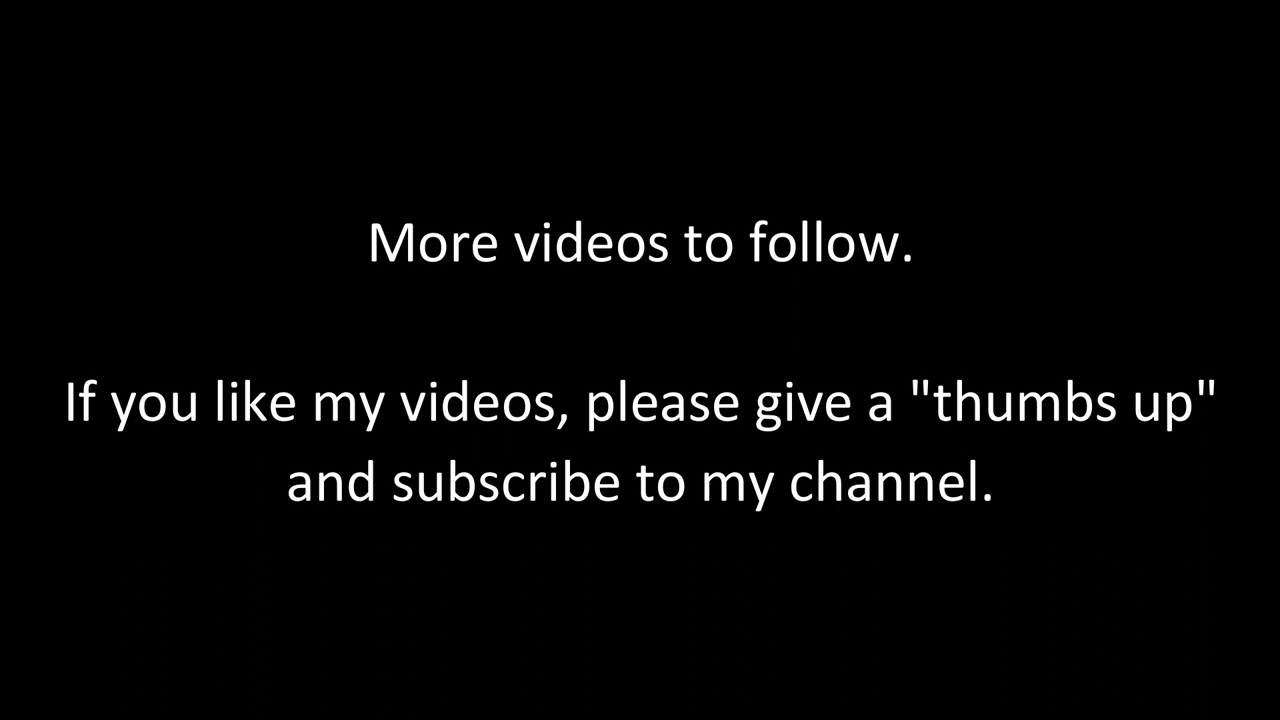 More videos to follow.
If you like my videos, please give a "thumbs up"
and subscribe to my channel.